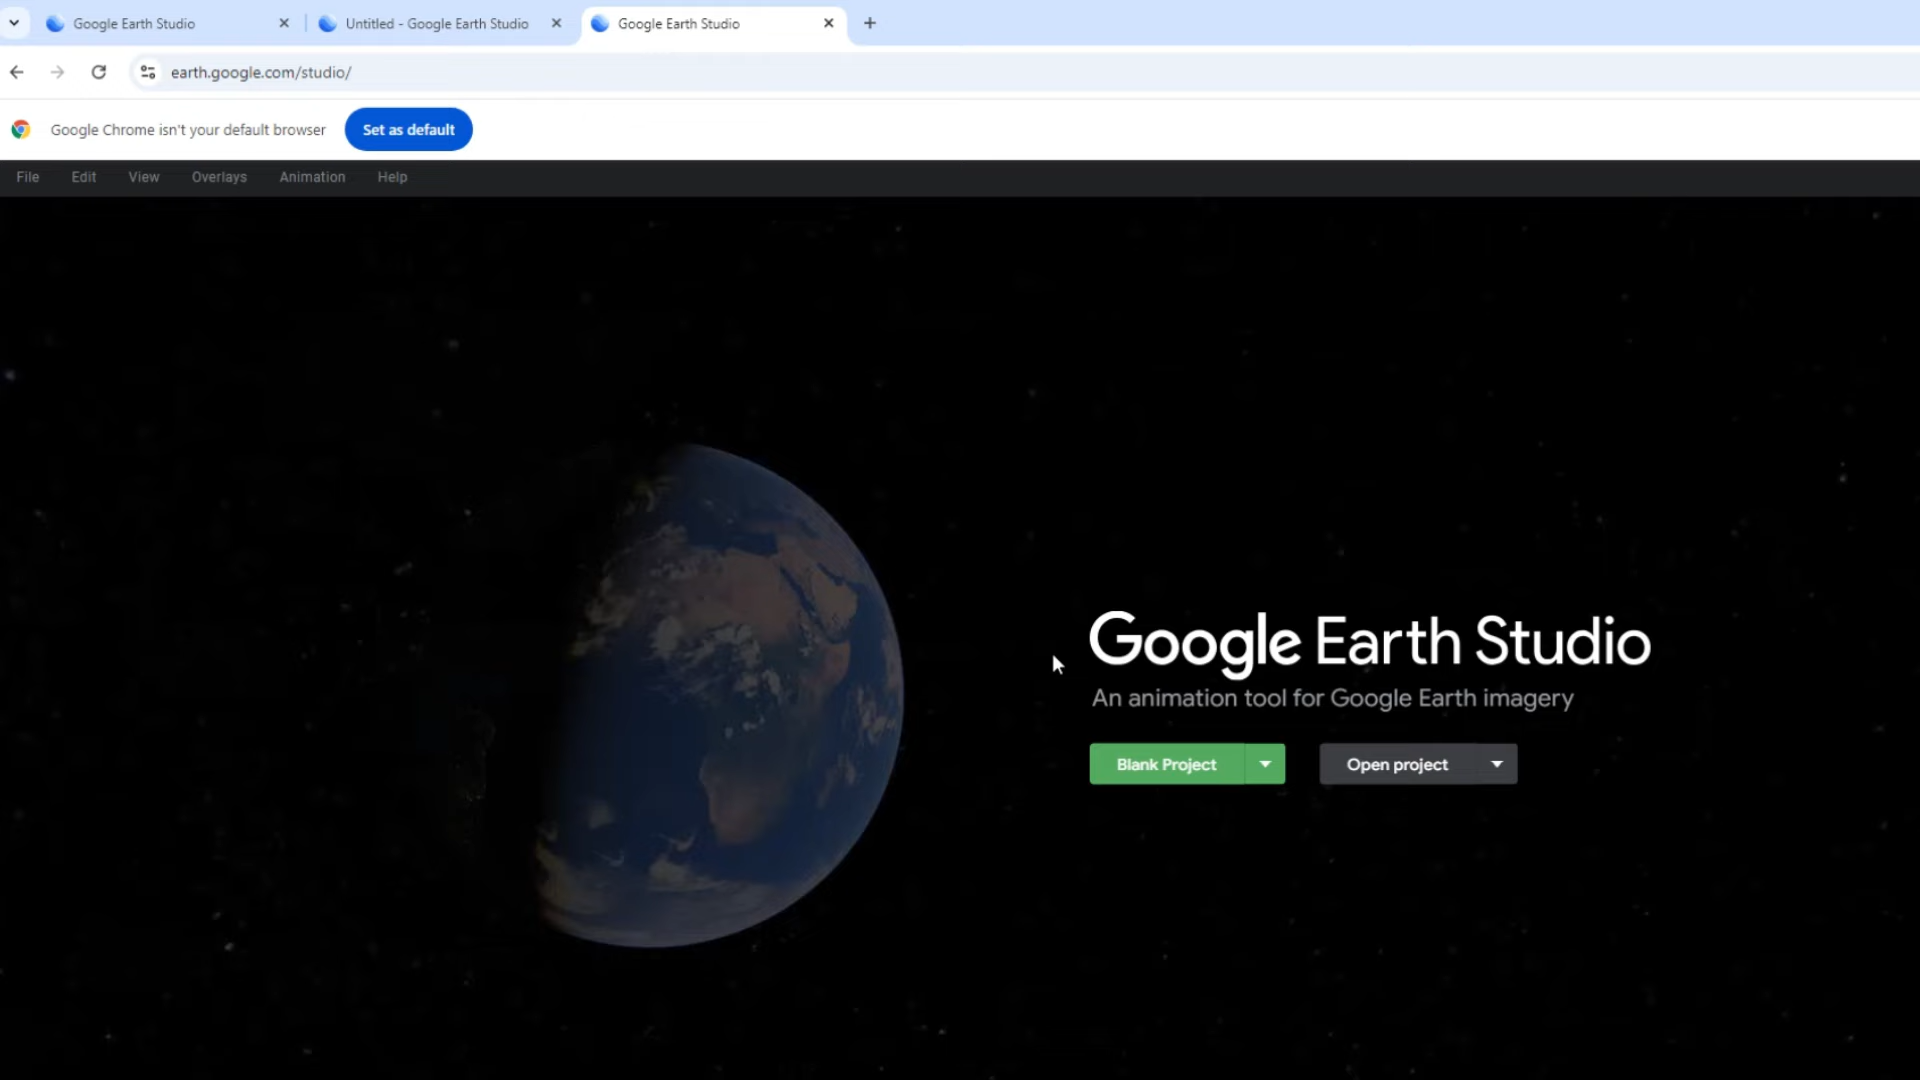 Google Earth Studio
Untitled - Google Earth Studio
Google Earth Studio
earth.google.com/studio/
Google Chrome isn't your default browser
Set as default
File Edit View Overlays Animation Help
Google Earth Studio
An animation tool for Google Earth imagery
Blank Project
Open project